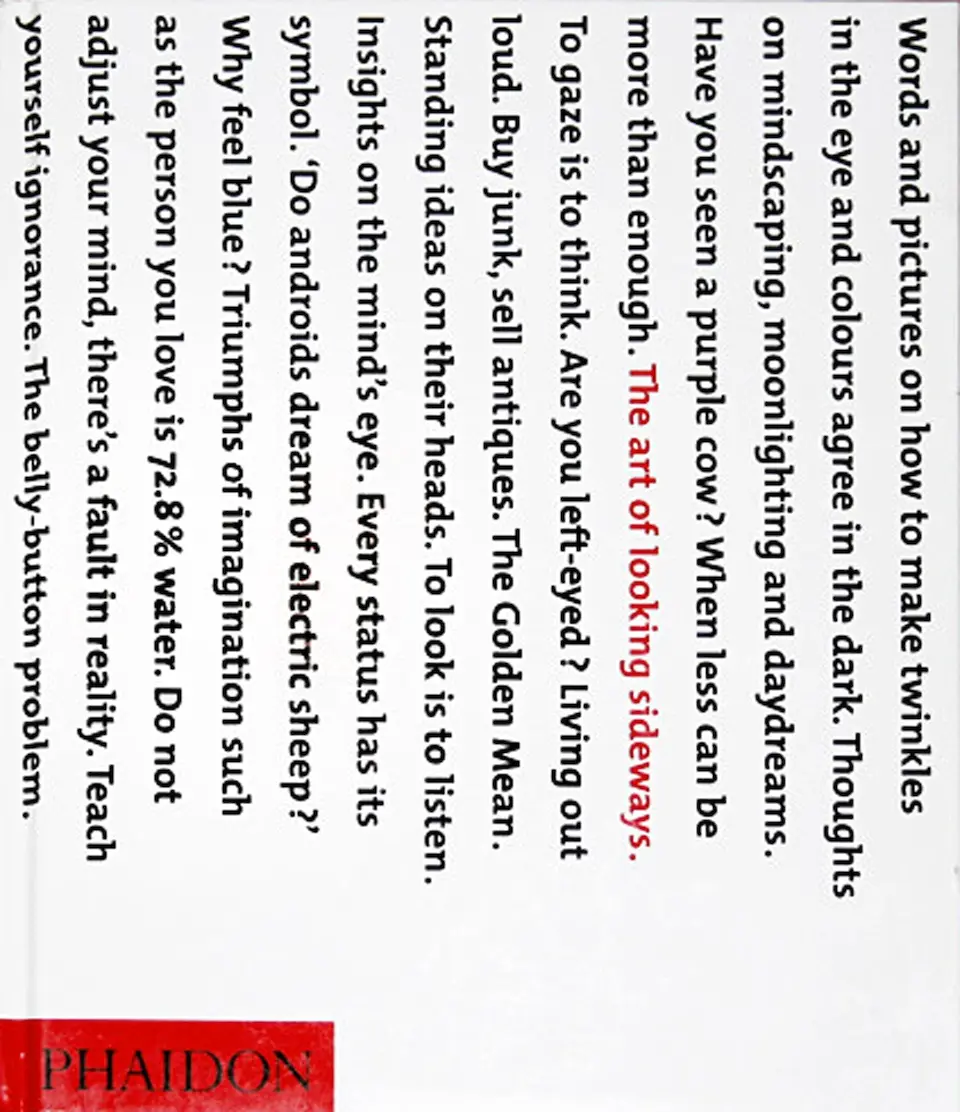 Words and pictures on how to make twinkles
in the eye and colours agree in the dark. Thoughts
on mindscaping, moonlighting and daydreams.
Have you seen a purple cow? When less can be
more than enough. The art of looking sideways.
To gaze is to think. Are you left-eyed? Living out
loud. Buy junk, sell antiques. The Golden Mean.
Standing ideas on their heads. To look is to listen.
Insights on the mind's eye. Every status has its
symbol. 'Do androids dream of electric sheep?'
Why feel blue? Triumphs of imagination such
as the person you love is 72.8% water. Do not
adjust your mind, there's a fault in reality. Teach
yourself ignorance. The belly-button problem.
PHAIDON